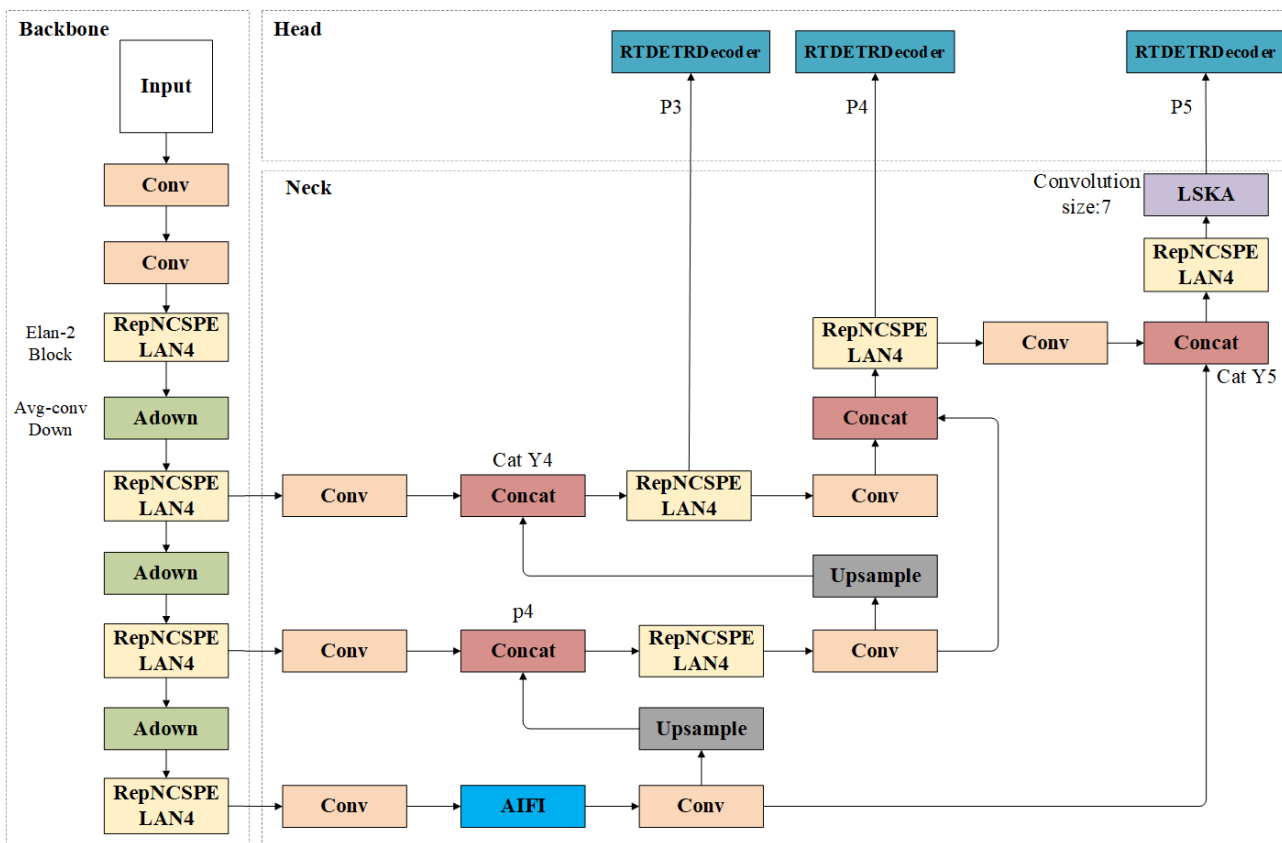 Backbone
Input
Conv
Conv
Elan-2
Block
RepNCSPE
LAN4
Avg-conv
Down
Adown
RepNCSPE
LAN4
Adown
RepNCSPE
LAN4
Adown
RepNCSPE
LAN4
Head
RTDETRDecoder
RTDETRDecoder
RTDETRDecoder
P3
P4
P5
Neck
Convolution
size:7
LSKA
RepNCSPE
LAN4
RepNCSPE
LAN4
Conv
Concat
Cat Y5
Concat
Cat Y4
Conv
Concat
RepNCSPE
LAN4
Conv
Upsample
p4
Conv
Concat
RepNCSPE
LAN4
Conv
Upsample
Conv
AIFI
Conv